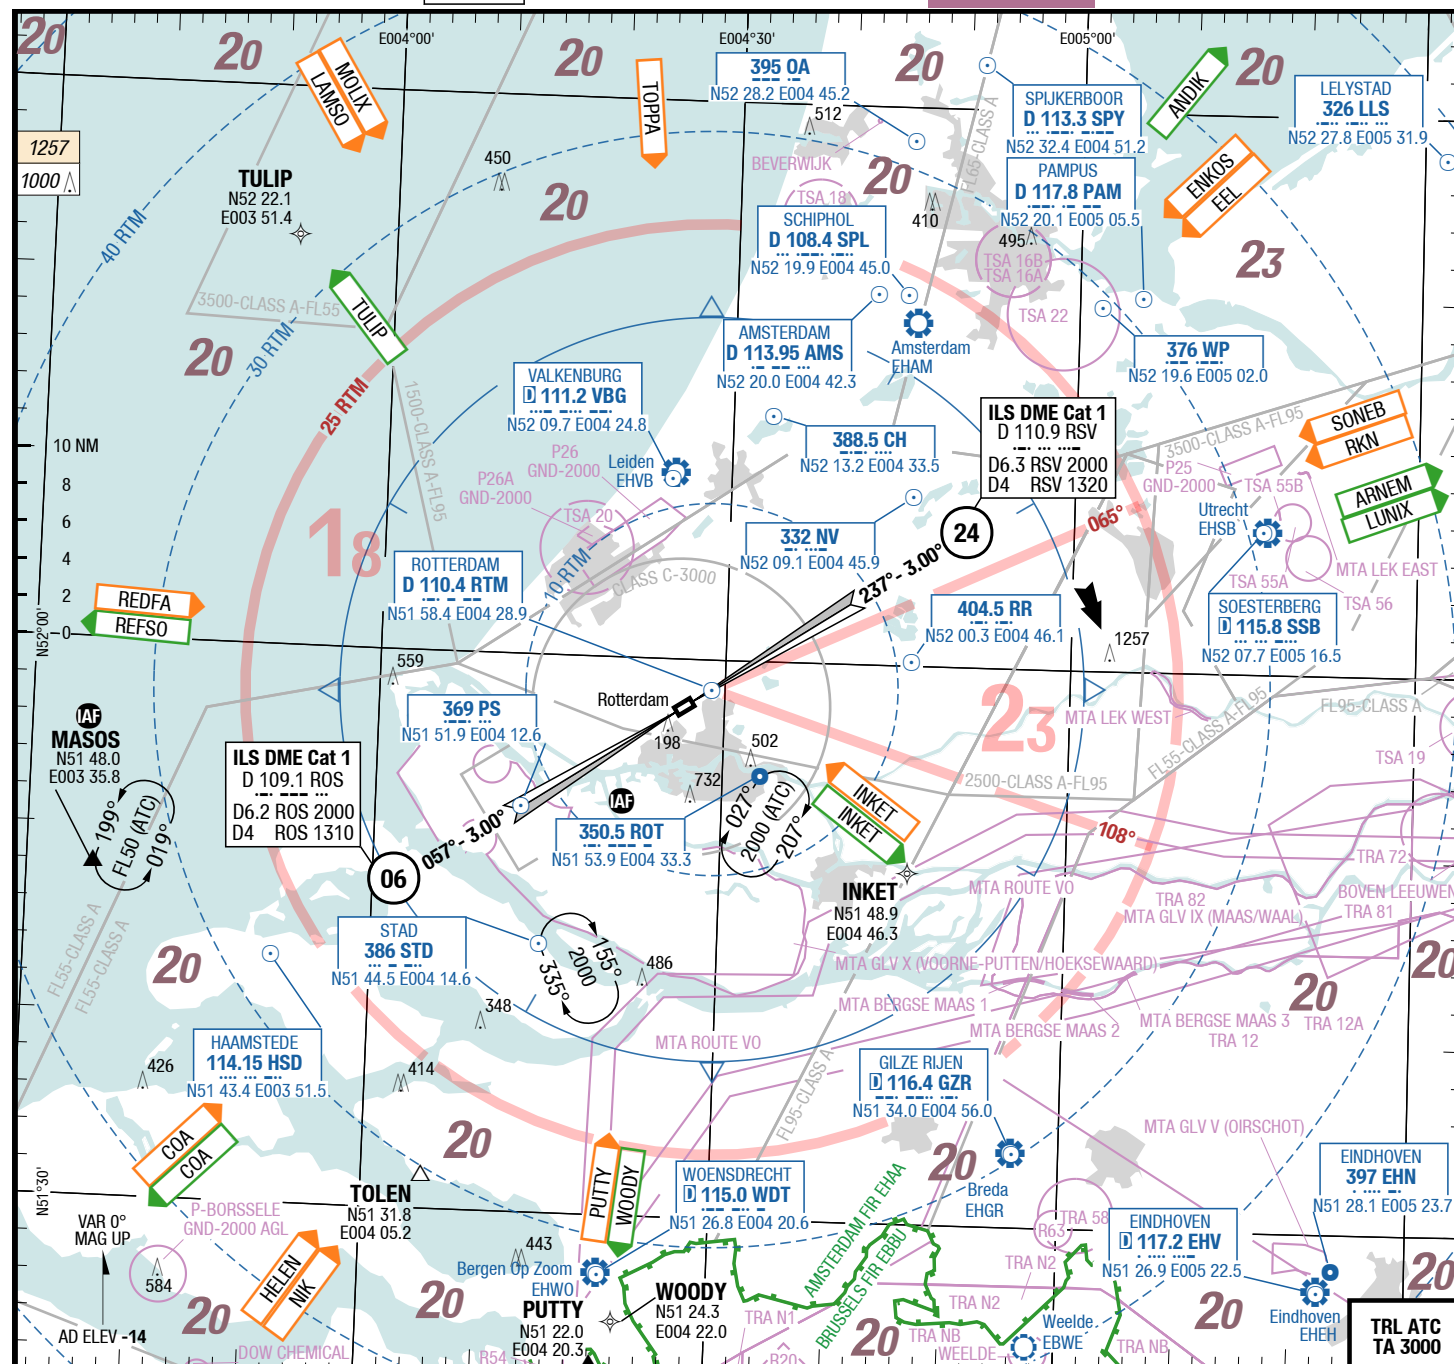 E004°00'
E004°30'
E005°00'
20
20
20
20
20
MOLIX
LAMSO
TOPPA
395 OA
N52 28.2 E004 45.2
512
FL65-CLASS A
SPIJKERBOOR
D 113.3 SPY
N52 32.4 E004 51.2
ANDIK
LELYSTAD
326 LLS
N52 27.8 E005 31.9
1257
1000
40 RTM
TULIP
N52 22.1
E003 51.4
450
20
BEVERWIJK
TSA 18
20
410
PAMPUS
D 117.8 PAM
N52 20.1 E005 05.5
495
TSA 16B
TSA 16A
TSA 22
ENKOS
EEL
23
SCHIPHOL
D 108.4 SPL
N52 19.9 E004 45.0
3500-CLASS A-FL55
TULIP
20
30 RTM
25 RTM
AMSTERDAM
D 113.95 AMS
N52 20.0 E004 42.3
Amsterdam
EHAM
376 WP
N52 19.6 E005 02.0
VALKENBURG
D 111.2 VBG
N52 09.7 E004 24.8
1500-CLASS A-FL95
388.5 CH
N52 13.2 E004 33.5
ILS DME Cat 1
D 110.9 RSV
D6.3 RSV 2000
D4 RSV 1320
SONEB
RKN
3500-CLASS A-FL95
10 NM
8
6
4
2
0
P26
GND-2000
P26A
GND-2000
Leiden
EHVB
TSA 20
P25
GND-2000
TSA 55B
ARNEM
LUNIX
Utrecht
EHSB
18
332 NV
N52 09.1 E004 45.9
24
065°
237°- 3.00°
ROTTERDAM
D 110.4 RTM
N51 58.4 E004 28.9
10 RTM
CLASS C-3000
MTA LEK EAST
TSA 55A
TSA 56
REDFA
REFSO
N52°00'
404.5 RR
N52 00.3 E004 46.1
1257
SOESTERBERG
D 115.8 SSB
N52 07.7 E005 16.5
559
Rotterdam
198
369 PS
N51 51.9 E004 12.6
23
MTA LEK WEST
FL55-CLASS A-FL95
FL95-CLASS A
IAF
MASOS
N51 48.0
E003 35.8
199°
FL50 (ATC)
019°
ILS DME Cat 1
D 109.1 ROS
D6.2 ROS 2000
D4 ROS 1310
502
732
TSA 19
2500-CLASS A-FL95
IAF
350.5 ROT
N51 53.9 E004 33.3
027°
2000 (ATC)
207°
INKET
INKET
108°
057°- 3.00°
06
INKET
N51 48.9
E004 46.3
TRA 72
MTA ROUTE VO
TRA 82
MTA GLV IX (MAAS/WAAL)
BOVEN LEEUWEN
TRA 81
FL55-CLASS A
FL55-CLASS A
20
STAD
386 STD
N51 44.5 E004 14.6
155°
2000
335°
486
348
MTA GLV X (VOORNE-PUTTEN/HOEKSEWAARD)
MTA BERGSE MAAS 1
MTA BERGSE MAAS 2
MTA BERGSE MAAS 3
TRA 12
TRA 12A
20
20
HAAMSTEDE
114.15 HSD
N51 43.4 E003 51.5
426
414
MTA ROUTE VO
FL95-CLASS A
GILZE RIJEN
D 116.4 GZR
N51 34.0 E004 56.0
COA
COA
20
20
MTA GLV V (OIRSCHOT)
EINDHOVEN
397 EHN
N51 28.1 E005 23.7
N51°30'
TOLEN
N51 31.8
E004 05.2
PUTTY
WOODY
WOENSDRECHT
D 115.0 WDT
N51 26.8 E004 20.6
Breda
EHGR
VAR 0°
MAG UP
P-BORSSELE
GND-2000 AGL
584
HELEN
NIK
443
Bergen Op Zoom
EHWO
AMSTERDAM FIR EHAA
BRUSSELS FIR EBBU
TRA 58
R63
TRA N2
EINDHOVEN
D 117.2 EHV
N51 26.9 E005 22.5
20
20
20
20
20
AD ELEV -14
DOW CHEMICAL
PUTTY
N51 22.0
E004 20.3
WOODY
N51 24.3
E004 22.0
R54
TRA N1
R20
TRA N2
TRA NB
WEELDE
Weelde
EBWE
TRA NB
Eindhoven
EHEH
TRL ATC
TA 3000